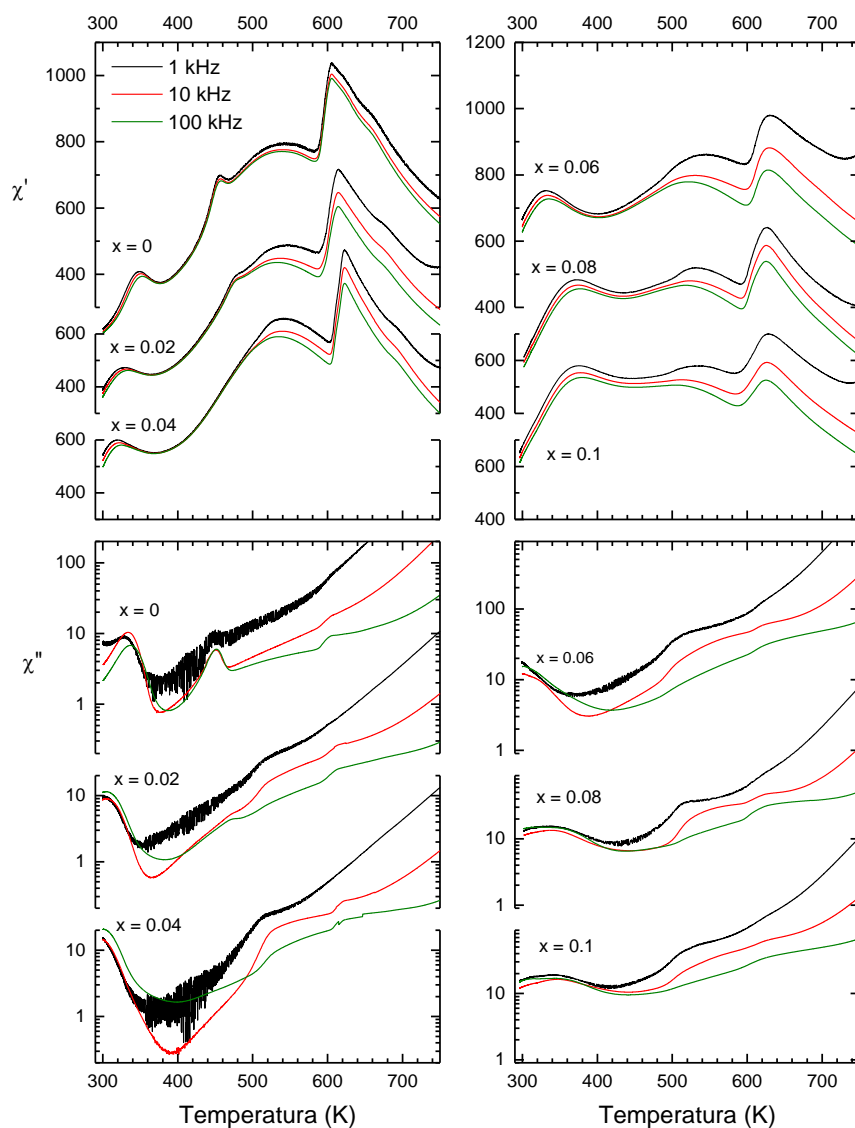 300 400 500 600 700
300 400 500 600 700
1 kHz
10 kHz
100 kHz
1000
800
600
400
600
400
600
400
χ'
x = 0
x = 0.02
x = 0.04
1200
1000
800
600
400
600
400
600
400
x = 0.06
x = 0.08
x = 0.1
100
10
1
10
1
10
1
χ"
x = 0
x = 0.02
x = 0.04
100
10
1
10
1
10
1
x = 0.06
x = 0.08
x = 0.1
300 400 500 600 700
300 400 500 600 700
Temperatura (K)
Temperatura (K)